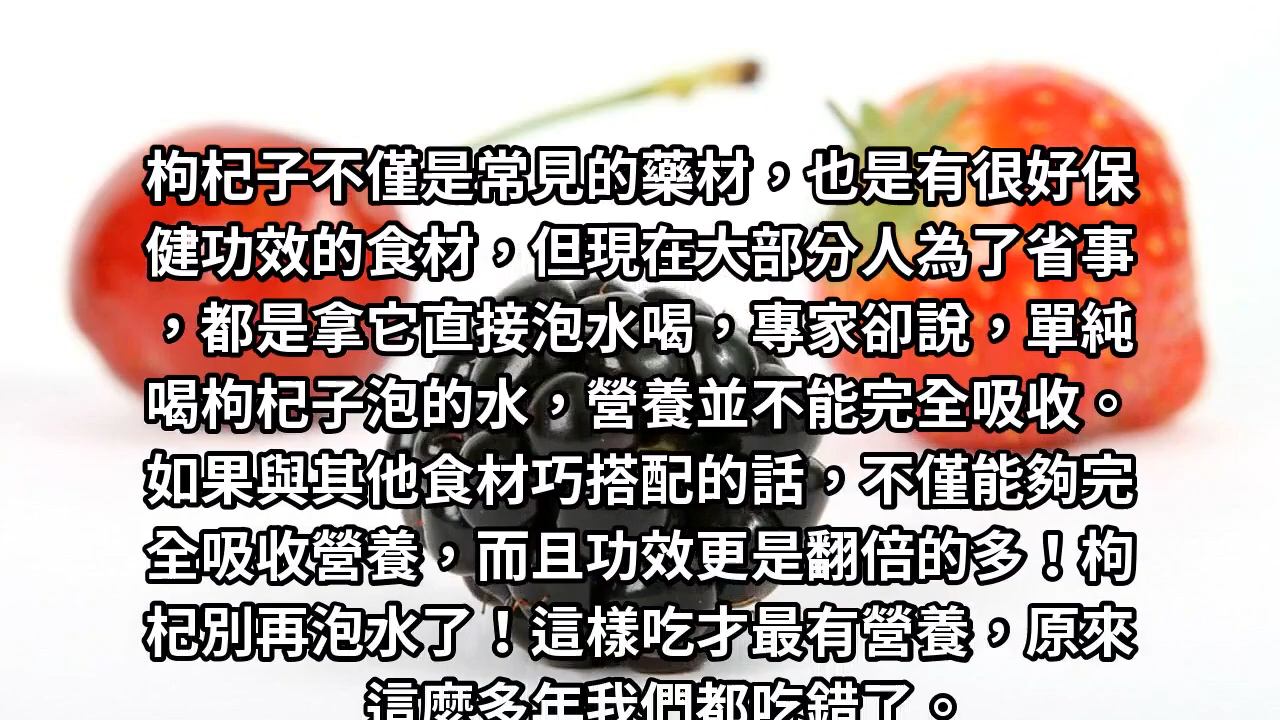 枸杞子不僅是常見的藥材，也是有很好保
健功效的食材，但現在大部分人為了省事
，都是拿它直接泡水喝，專家卻說，單純
喝枸杞子泡的水，營養並不能完全吸收。
如果與其他食材巧搭配的話，不僅能夠完
全吸收營養，而且功效更是翻倍的多！枸
杞別再泡水了！這樣吃才最有營養，原來
這麼多年我們都吃錯了。